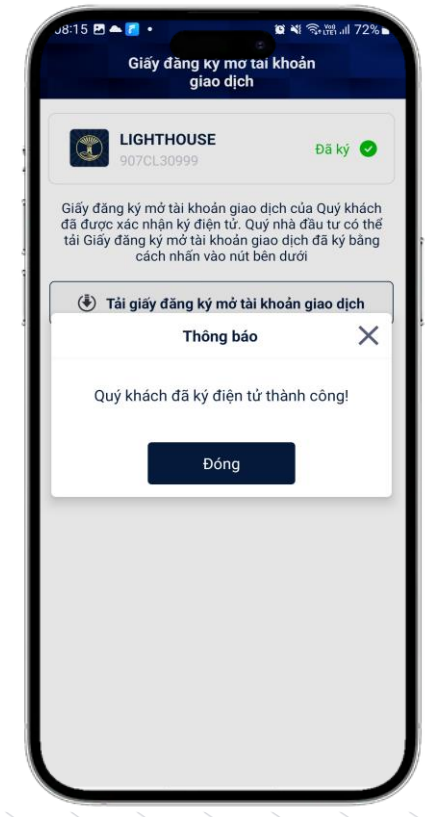 08:15
72%
Giấy đăng ký mở tài khoản
giao dịch
LIGHTHOUSE
907CL30999
Đã ký
Giấy đăng ký mở tài khoản giao dịch của Quý khách
đã được xác nhận ký điện tử. Quý nhà đầu tư có thể
tải Giấy đăng ký mở tài khoản giao dịch đã ký bằng
cách nhấn vào nút bên dưới
Tải giấy đăng ký mở tài khoản giao dịch
Thông báo
Quý khách đã ký điện tử thành công!
Đóng